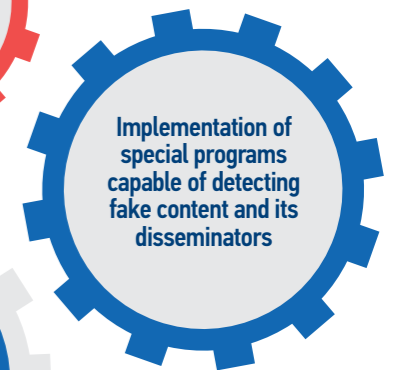 Implementation of
special programs
capable of detecting
fake content and its
disseminators